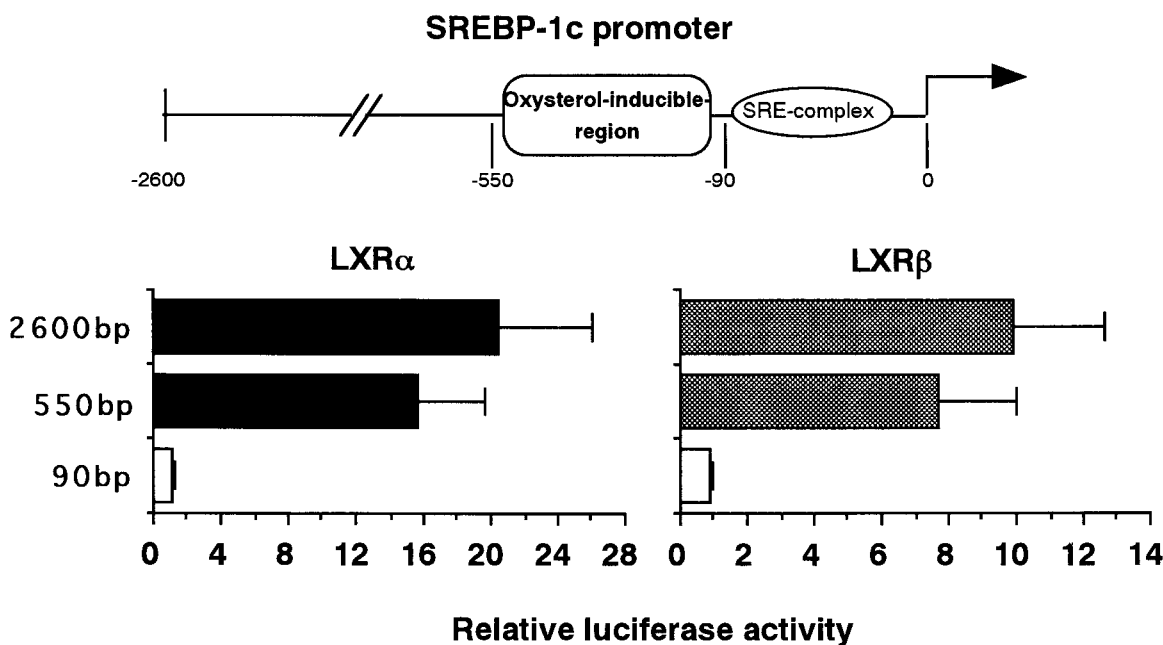 SREBP-1c promoter
Oxysterol-inducible-
region
SRE-complex
-2600
-550
-90
0
LXRα
LXRβ
2600bp
550bp
90bp
0 4 8 12 16 20 24 28
0 2 4 6 8 10 12 14
Relative luciferase activity